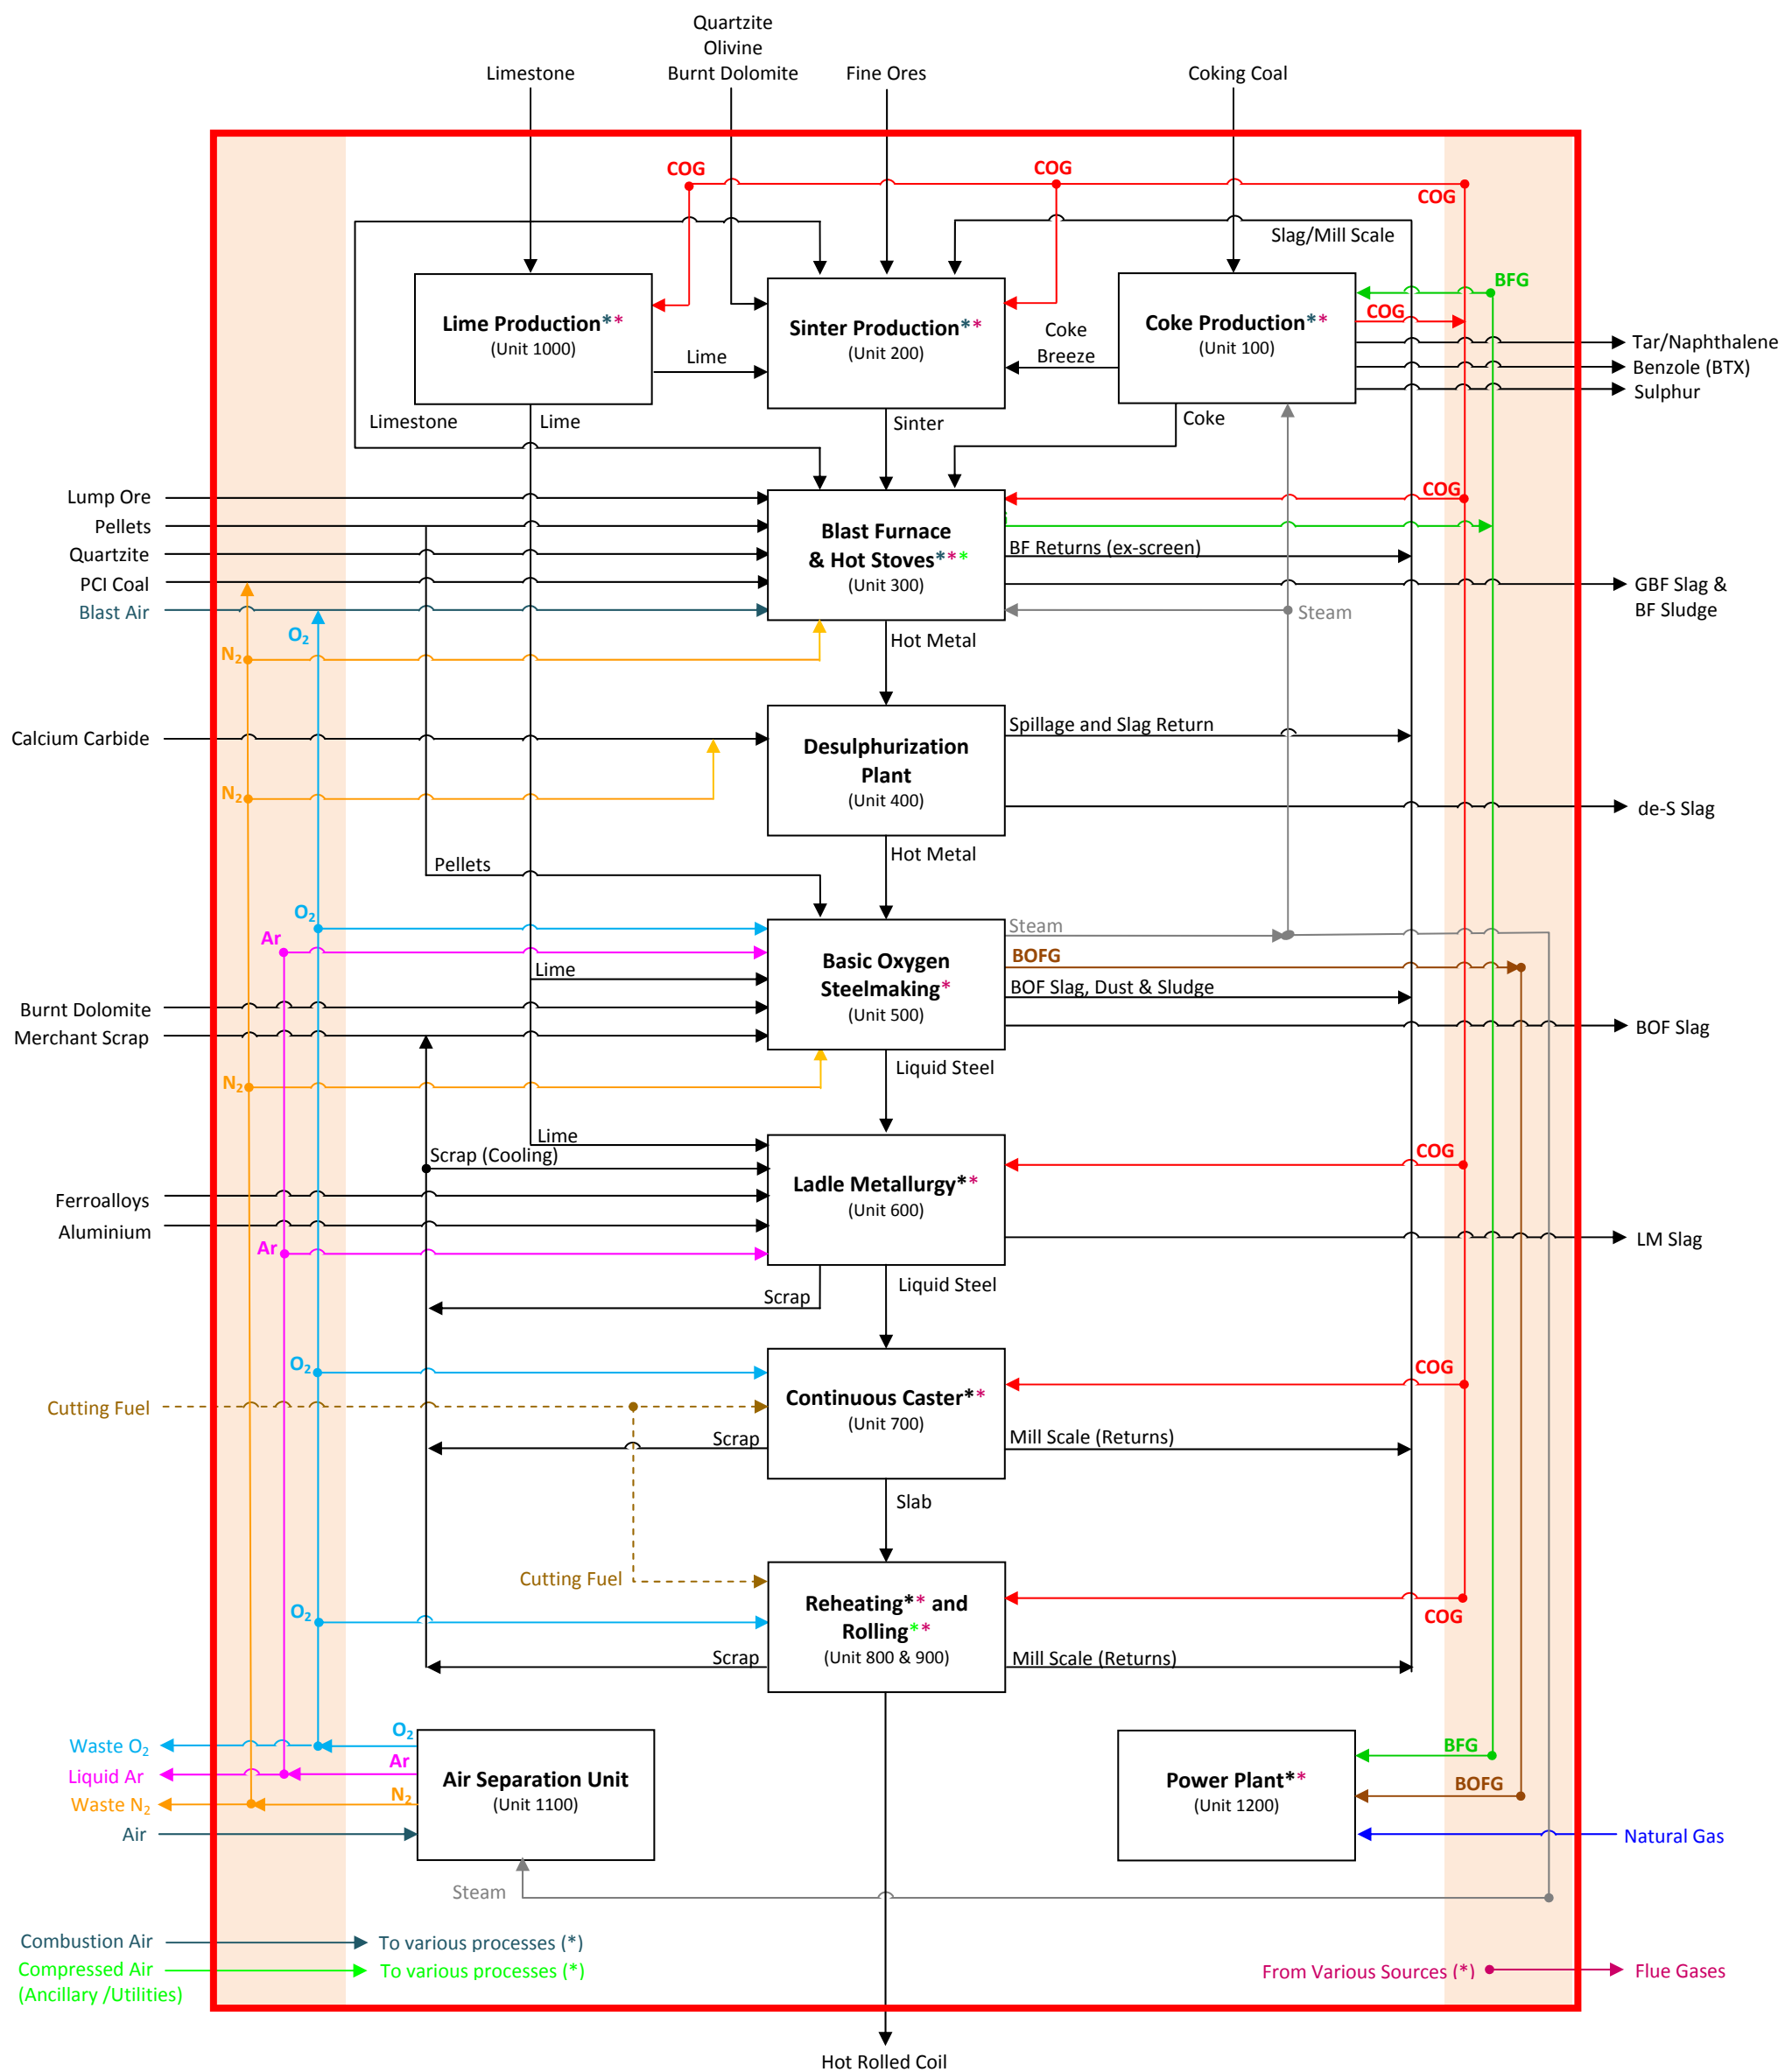 Quartzite
Olivine
Limestone
Burnt Dolomite
Fine Ores
Coking Coal
COG
COG
COG
Slag/Mill Scale
BFG
Lime Production**
(Unit 1000)
Sinter Production**
(Unit 200)
Coke
Breeze
Coke Production**
(Unit 100)
COG
Lime
Tar/Naphthalene
Benzole (BTX)
Sulphur
Limestone
Lime
Sinter
Coke
Lump Ore
COG
Pellets
Quartzite
PCI Coal
Blast Air
Blast Furnace
& Hot Stoves***
(Unit 300)
BF Returns (ex-screen)
GBF Slag &
BF Sludge
Steam
O₂
N₂
Hot Metal
Calcium Carbide
Desulphurization
Plant
(Unit 400)
Spillage and Slag Return
N₂
de-S Slag
Hot Metal
Pellets
O₂
Ar
Steam
BOFG
Basic Oxygen
Steelmaking*
(Unit 500)
Lime
BOF Slag, Dust & Sludge
Burnt Dolomite
Merchant Scrap
BOF Slag
N₂
Liquid Steel
Lime
Scrap (Cooling)
COG
Ladle Metallurgy**
(Unit 600)
Ferroalloys
Aluminium
Ar
LM Slag
Liquid Steel
Scrap
O₂
COG
Cutting Fuel
Continuous Caster**
(Unit 700)
Scrap
Mill Scale (Returns)
Slab
Cutting Fuel
Reheating** and
Rolling**
(Unit 800 & 900)
O₂
COG
Scrap
Mill Scale (Returns)
Waste O₂
O₂
Liquid Ar
Ar
Waste N₂
N₂
Air
Air Separation Unit
(Unit 1100)
BFG
Power Plant**
(Unit 1200)
BOFG
Natural Gas
Steam
Combustion Air
To various processes (*)
Compressed Air
(Ancillary /Utilities)
To various processes (*)
From Various Sources (*)
Flue Gases
Hot Rolled Coil